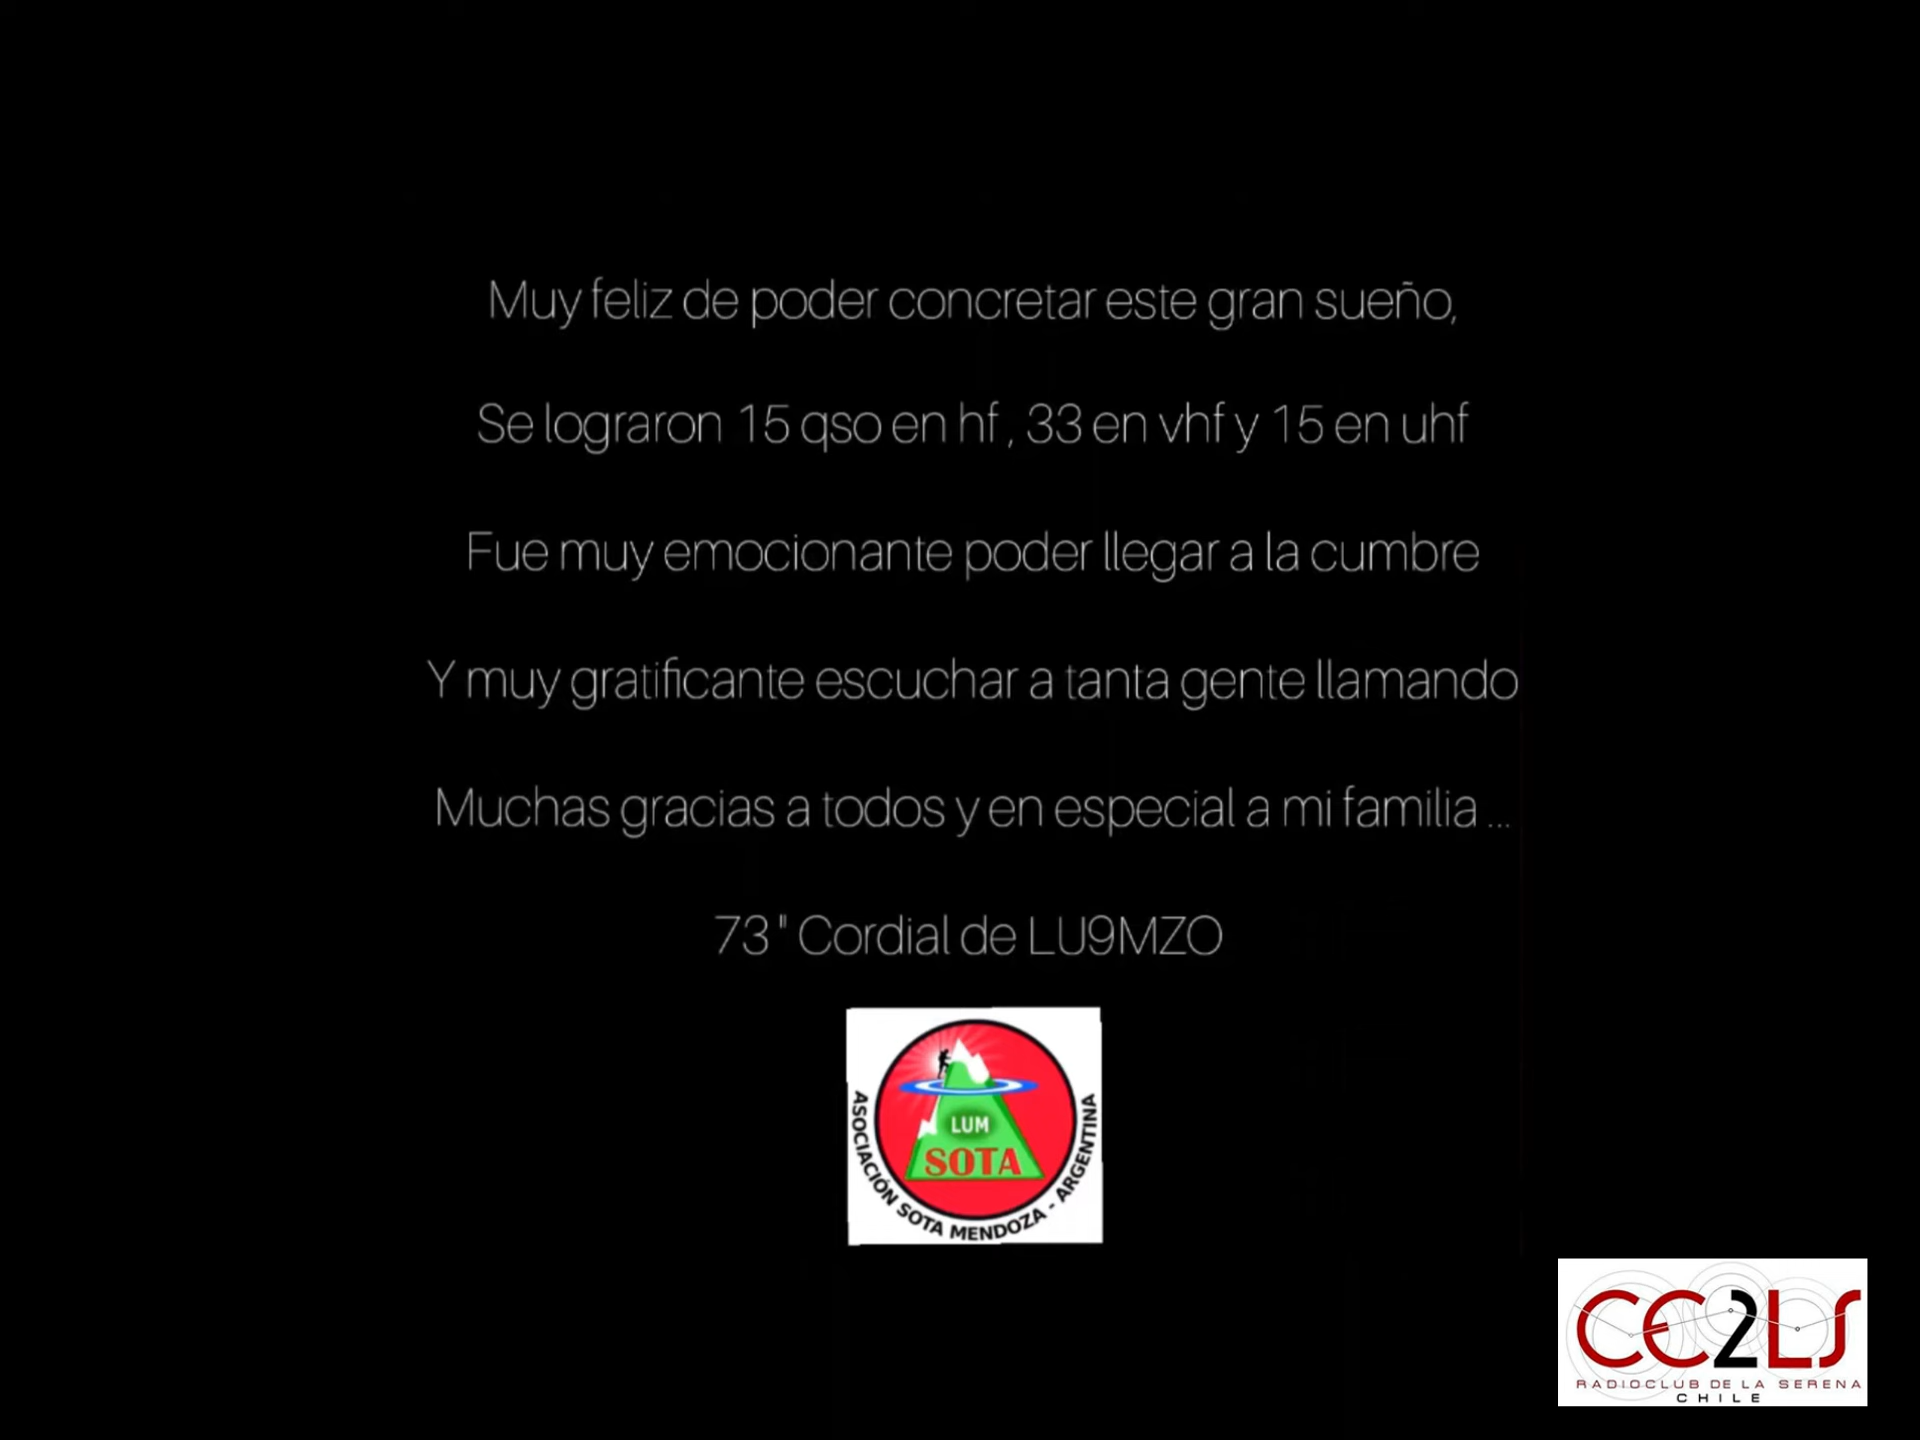 Muy feliz de poder concretar este gran sueño,
Se lograron 15 qso en hf , 33 en vhf y 15 en uhf
Fue muy emocionante poder llegar a la cumbre
Y muy gratificante escuchar a tanta gente llamando
Muchas gracias a todos y en especial a mi familia ...
73 " Cordial de LU9MZO
LUM
SOTA
ASOCIACIÓN SOTA MENDOZA - ARGENTINA
CE2LS
RADIOCLUB DE LA SERENA
CHILE